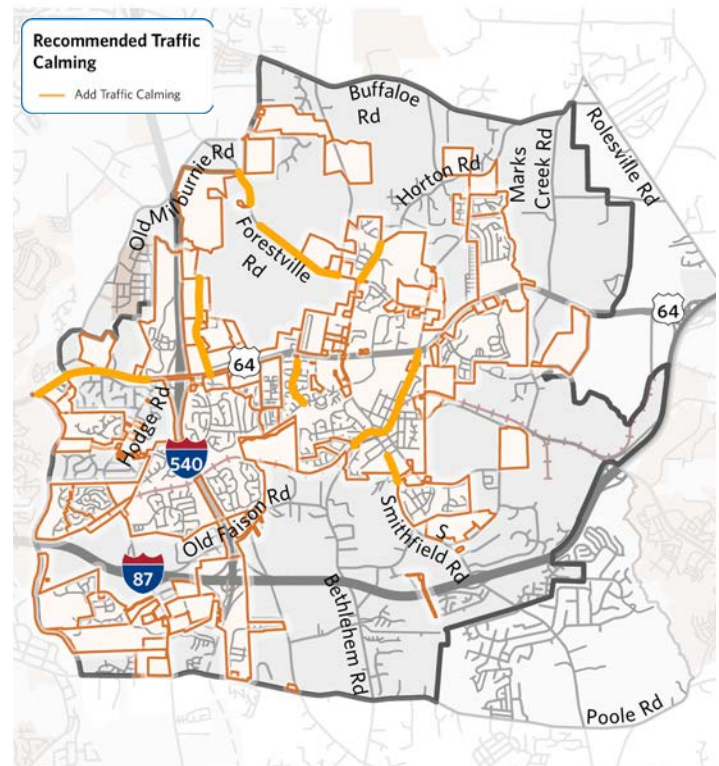 Recommended Traffic
Calming
Add Traffic Calming
Buffaloe
Rd
Rolesville Rd
Marks
Creek Rd
Horton Rd
Old Milburnie Rd
Forestville
Rd
64
64
Hodge Rd
540
Old Faison Rd
S
Smithfield Rd
87
Bethlehem Rd
Poole Rd